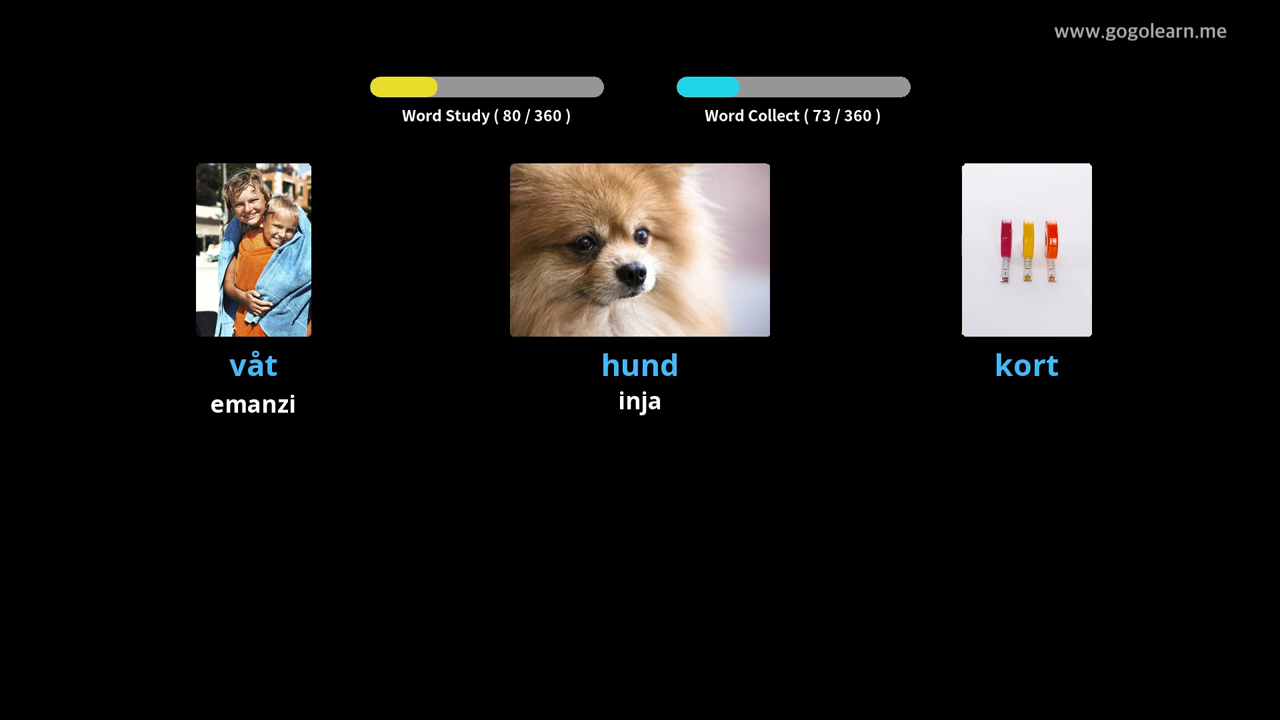 www.gogolearn.me
Word Study ( 80 / 360 )
Word Collect ( 73 / 360 )
våt
emanzi
hund
inja
kort